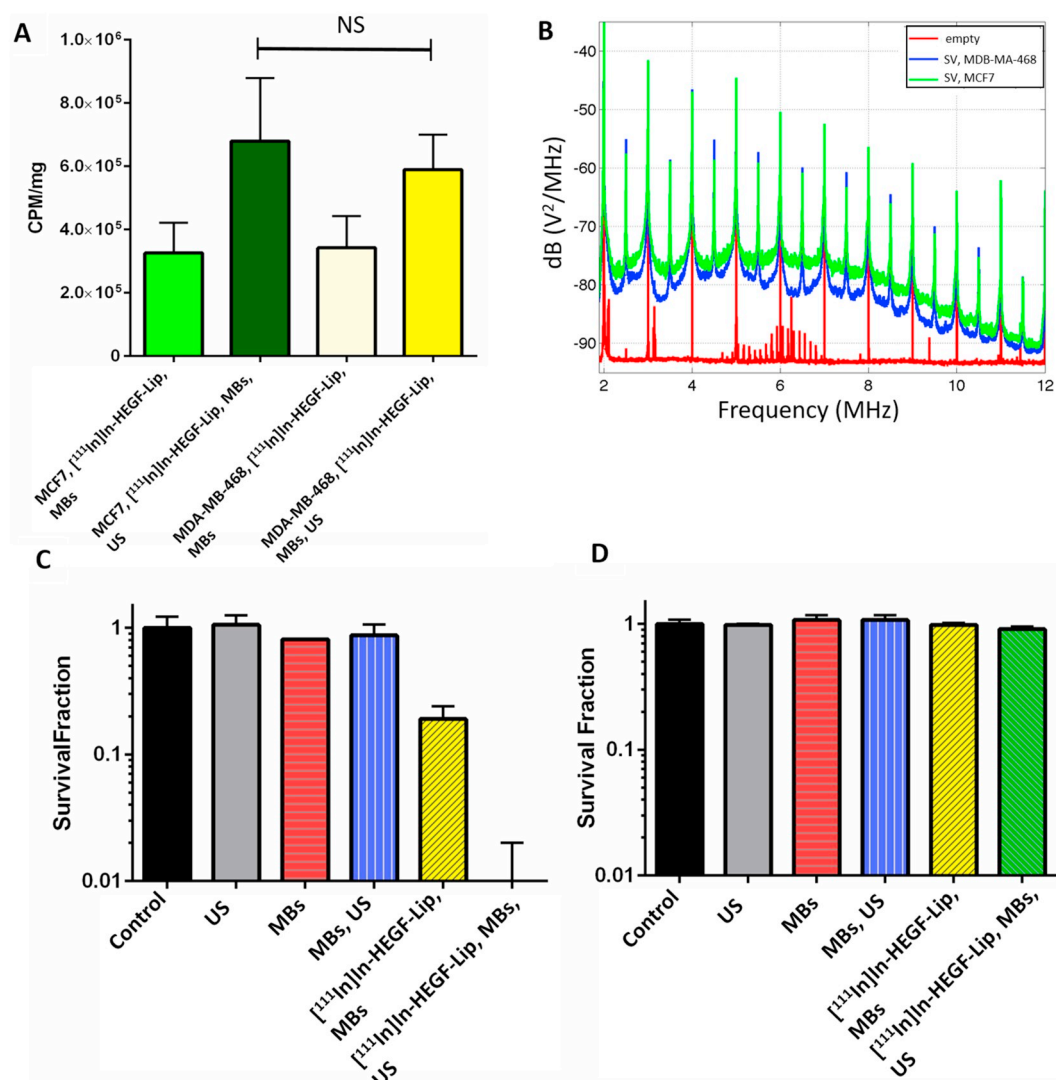 A
NS
1.0× 10⁶
8.0× 10⁵
6.0× 10⁵
4.0× 10⁵
2.0× 10⁵
0
CPM/mg
MCF7, [¹¹¹In]In-HEGF-Lip,
MBs
MCF7, [¹¹¹In]In-HEGF-Lip, MBs,
US
MDA-MB-468, [¹¹¹In]In-HEGF-Lip,
MBs
MDA-MB-468, [¹¹¹In]In-HEGF-Lip,
MBs, US
B
empty
SV, MDB-MA-468
SV, MCF7
-40
-50
-60
-70
-80
-90
dB (V²/MHz)
2 4 6 8 10 12
Frequency (MHz)
C
1
0.1
0.01
Survival Fraction
Control
US
MBs
MBs, US
[¹¹¹In]In-HEGF-Lip,
MBs
[¹¹¹In]In-HEGF-Lip, MBs,
US
D
1
0.1
0.01
Survival Fraction
Control
US
MBs
MBs, US
[¹¹¹In]In-HEGF-Lip,
MBs
[¹¹¹In]In-HEGF-Lip, MBs,
US